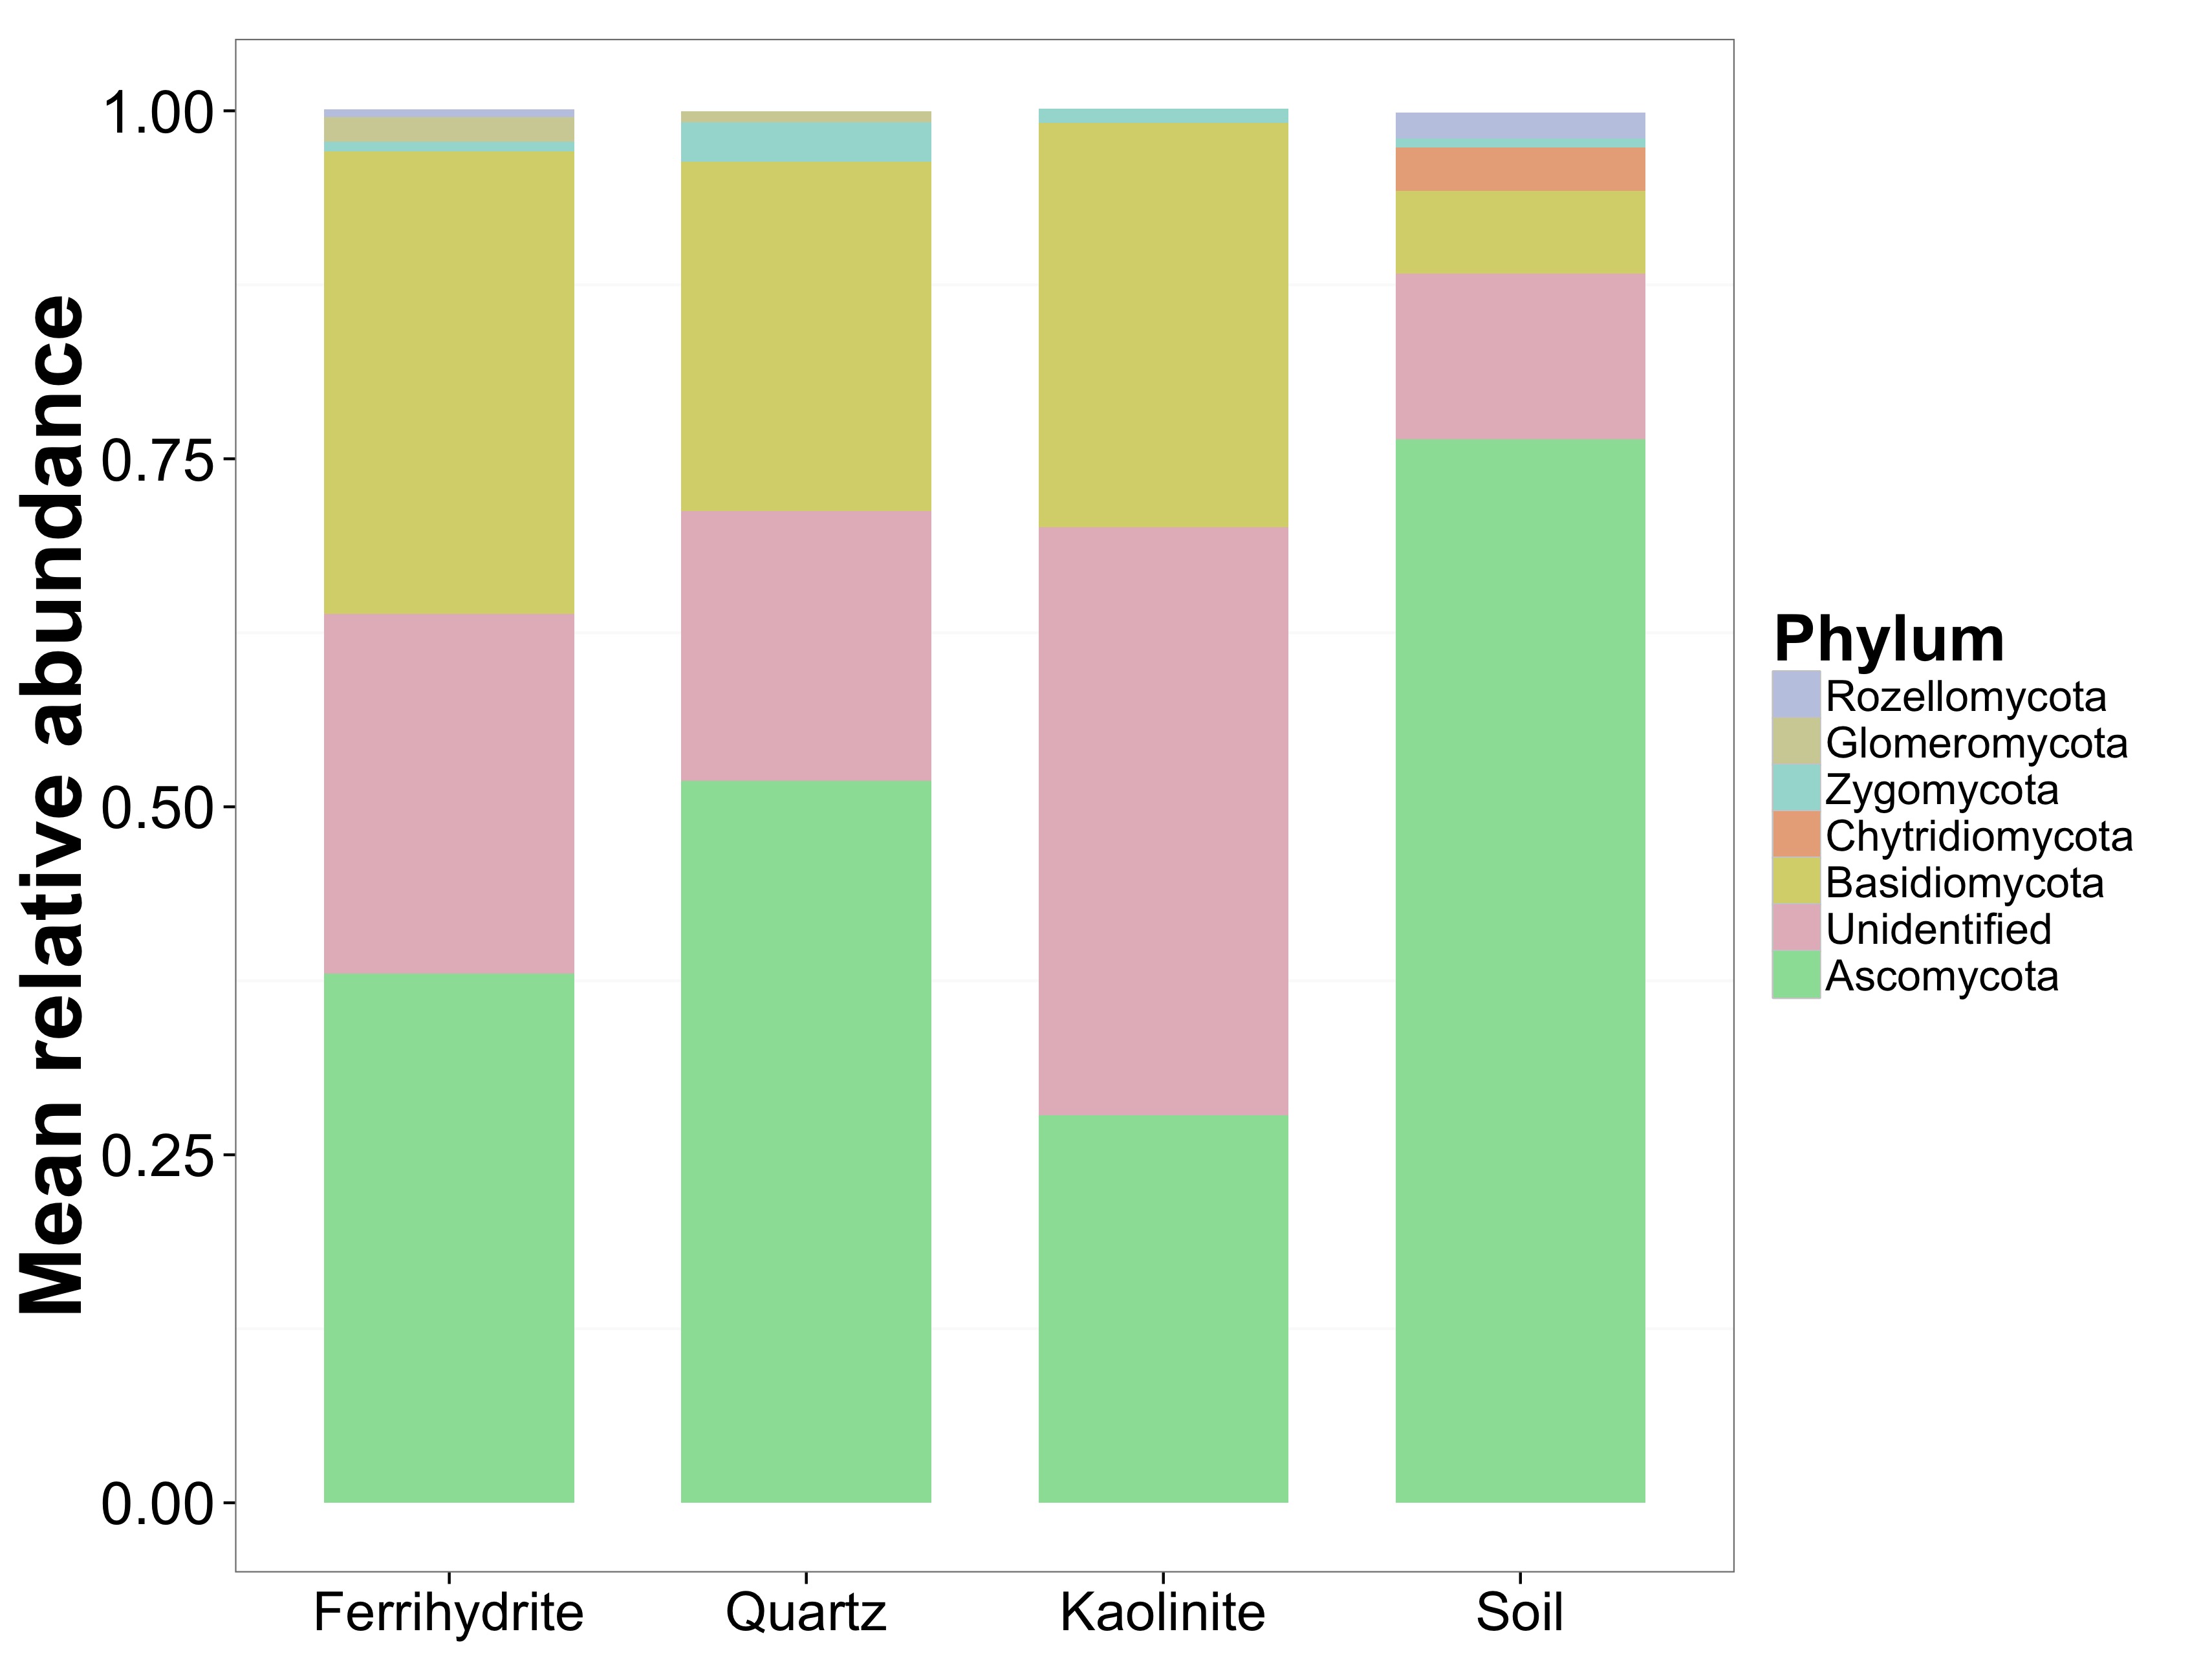 Mean relative abundance
1.00
0.75
0.50
0.25
0.00
Ferrihydrite
Quartz
Kaolinite
Soil
Phylum
Rozellomycota
Glomeromycota
Zygomycota
Chytridiomycota
Basidiomycota
Unidentified
Ascomycota